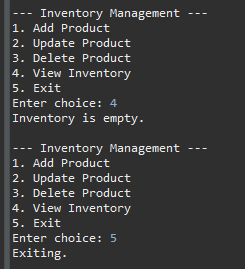 --- Inventory Management ---
1. Add Product
2. Update Product
3. Delete Product
4. View Inventory
5. Exit
Enter choice: 4
Inventory is empty.

--- Inventory Management ---
1. Add Product
2. Update Product
3. Delete Product
4. View Inventory
5. Exit
Enter choice: 5
Exiting.